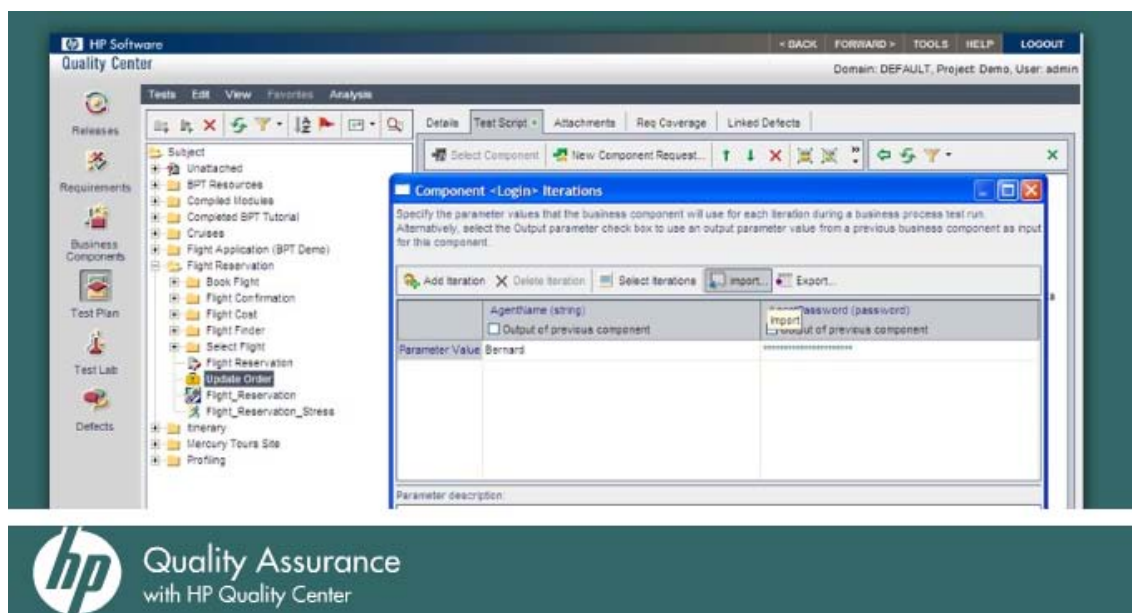 HP Software
< BACK FORWARD > TOOLS HELP LOGOUT
Quality Center
Domain: DEFAULT, Project: Demo, User: admin
Tests Edit View Favorites Analysis
Details Test Script Attachments Req Coverage Linked Defects
Select Component New Component Request...
Releases
Requirements
Business Components
Test Plan
Test Lab
Defects
Subject
Unattached
BPT Resources
Compiled Modules
Completed BPT Tutorial
Cruises
Flight Application (BPT Demo)
Flight Reservation
Book Flight
Flight Confirmation
Flight Cost
Flight Finder
Select Flight
Flight Reservation
Update Order
Flight_Reservation
Flight_Reservation_Stress
Itinerary
Mercury Tours Site
Profiling
Component <Login> Iterations
Specify the parameter values that the business component will use for each iteration during a business process test run.
Alternatively, select the Output parameter check box to use an output parameter value from a previous business component as input
for this component.
Add Iteration Delete Iteration Select Iterations Import... Export...
AgentName (string)
Output of previous component
Password (password)
Import
Output of previous component
Parameter Value Bernard
Parameter description:
hp
Quality Assurance
with HP Quality Center